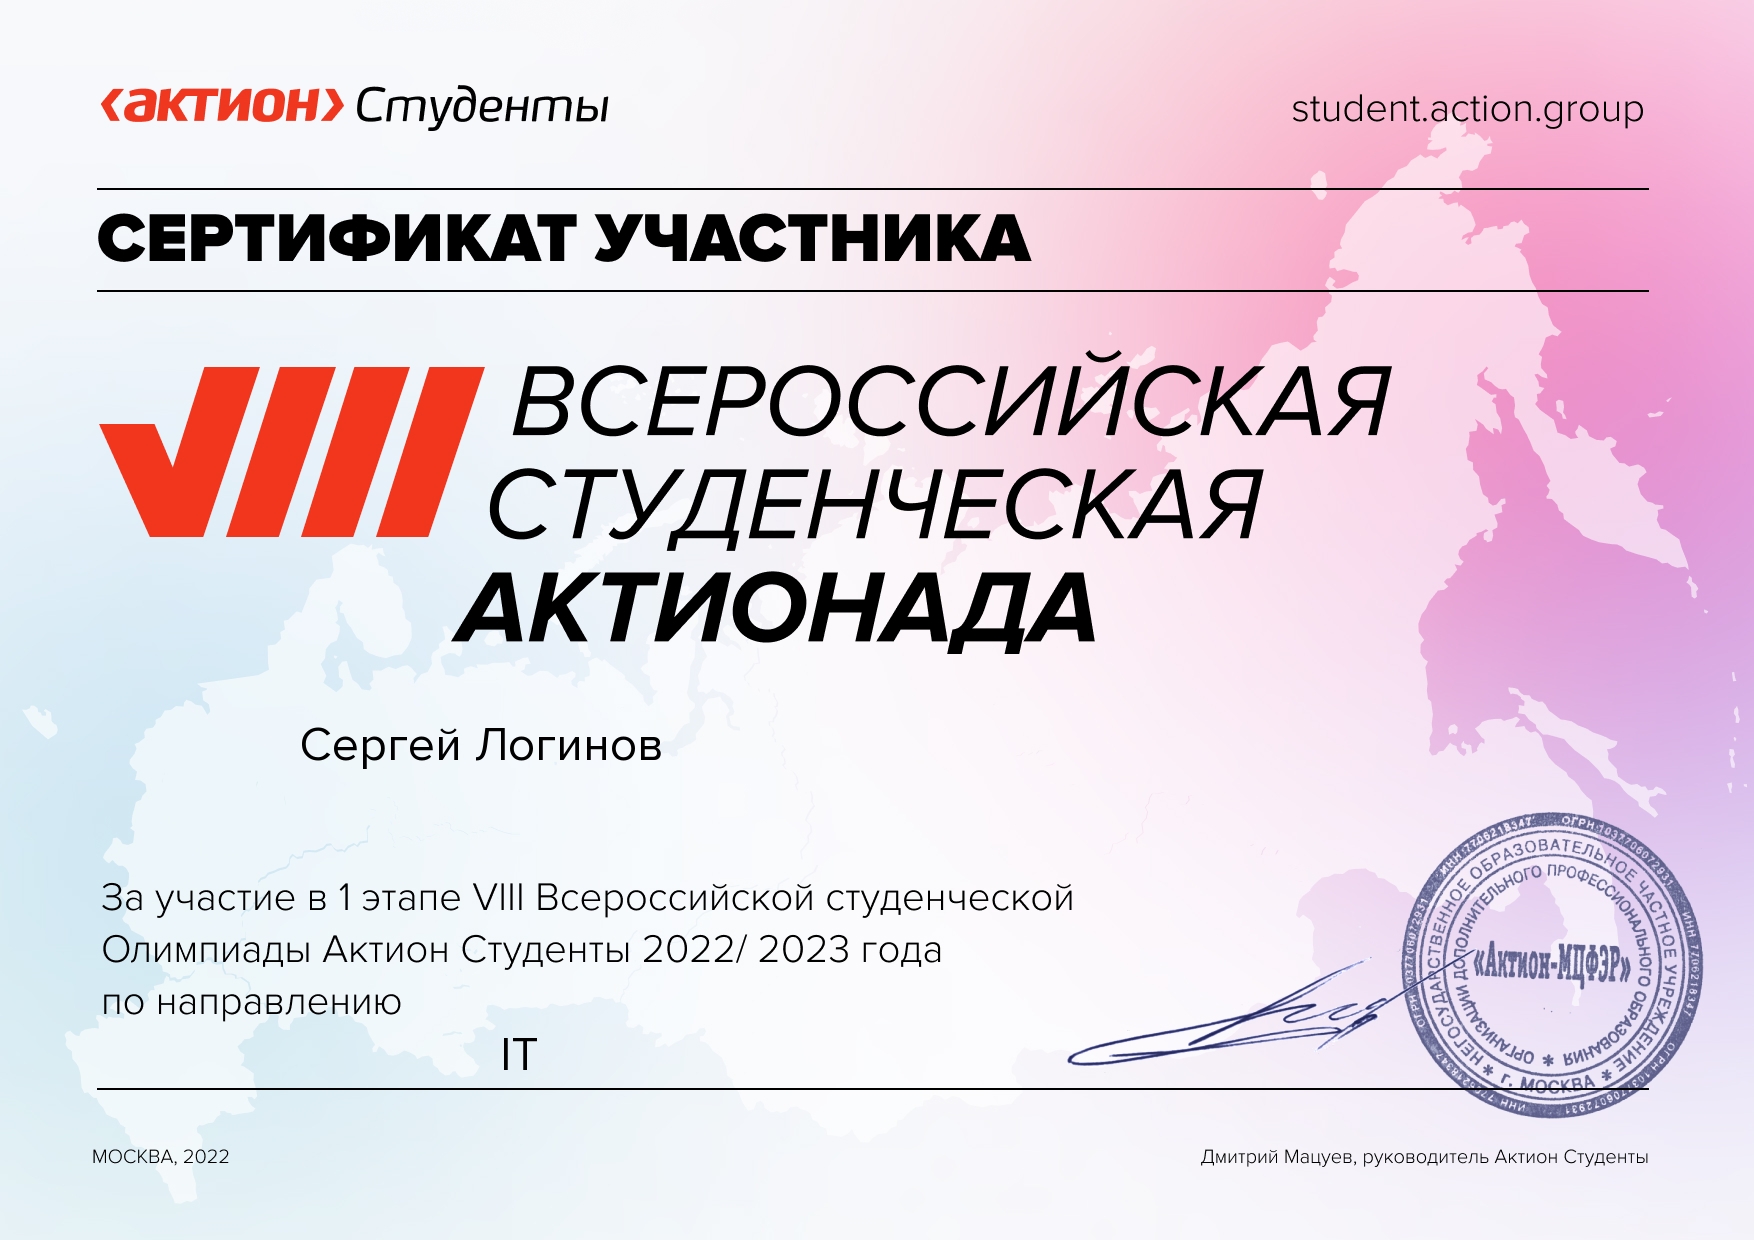 ‹актион› Студенты
student.action.group
СЕРТИФИКАТ УЧАСТНИКА
VIII ВСЕРОССИЙСКАЯ
СТУДЕНЧЕСКАЯ
АКТИОНАДА
Сергей Логинов
За участие в 1 этапе VIII Всероссийской студенческой
Олимпиады Актион Студенты 2022/ 2023 года
по направлению
IT
ОГРН 1037706072931 ИНН 7706218347
НЕГОСУДАРСТВЕННОЕ ОБРАЗОВАТЕЛЬНОЕ ЧАСТНОЕ УЧРЕЖДЕНИЕ
ОРГАНИЗАЦИЯ ДОПОЛНИТЕЛЬНОГО ПРОФЕССИОНАЛЬНОГО ОБРАЗОВАНИЯ
«Актион-МЦФЭР»
* г. МОСКВА *
МОСКВА, 2022
Дмитрий Мацуев, руководитель Актион Студенты